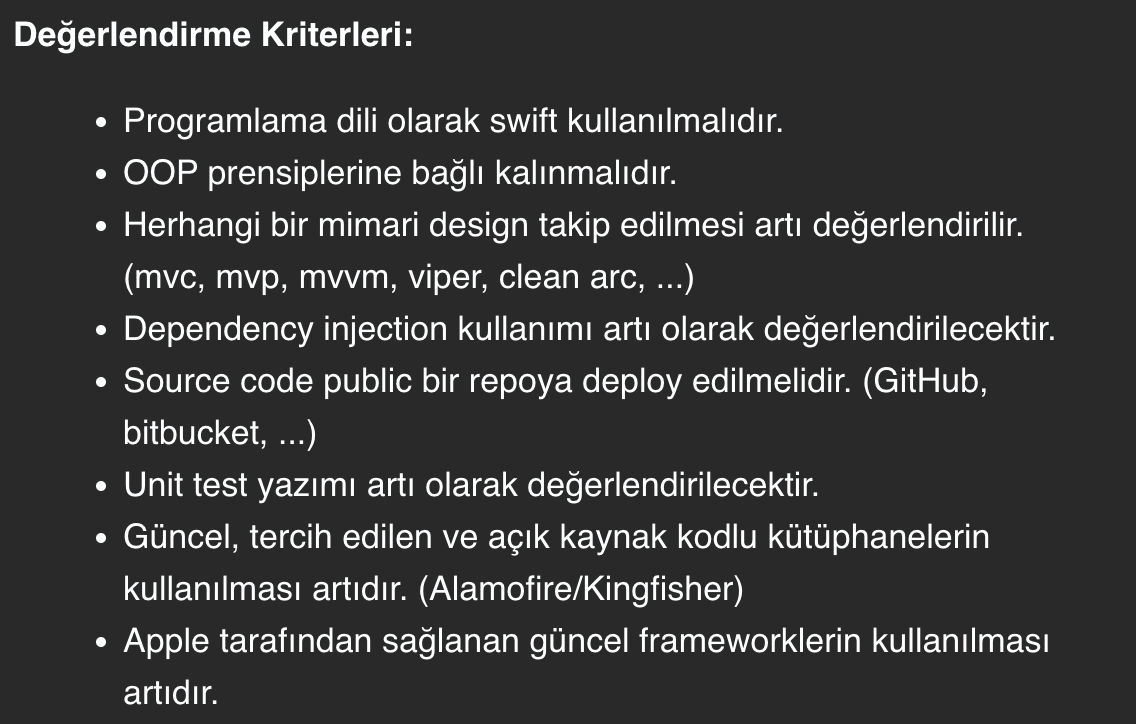 Değerlendirme Kriterleri:
• Programlama dili olarak swift kullanılmalıdır.
• OOP prensiplerine bağlı kalınmalıdır.
• Herhangi bir mimari design takip edilmesi artı değerlendirilir.
(mvc, mvp, mvvm, viper, clean arc, ...)
• Dependency injection kullanımı artı olarak değerlendirilecektir.
• Source code public bir repoya deploy edilmelidir. (GitHub,
bitbucket, ...)
• Unit test yazımı artı olarak değerlendirilecektir.
• Güncel, tercih edilen ve açık kaynak kodlu kütüphanelerin
kullanılması artıdır. (Alamofire/Kingfisher)
• Apple tarafından sağlanan güncel frameworklerin kullanılması
artıdır.